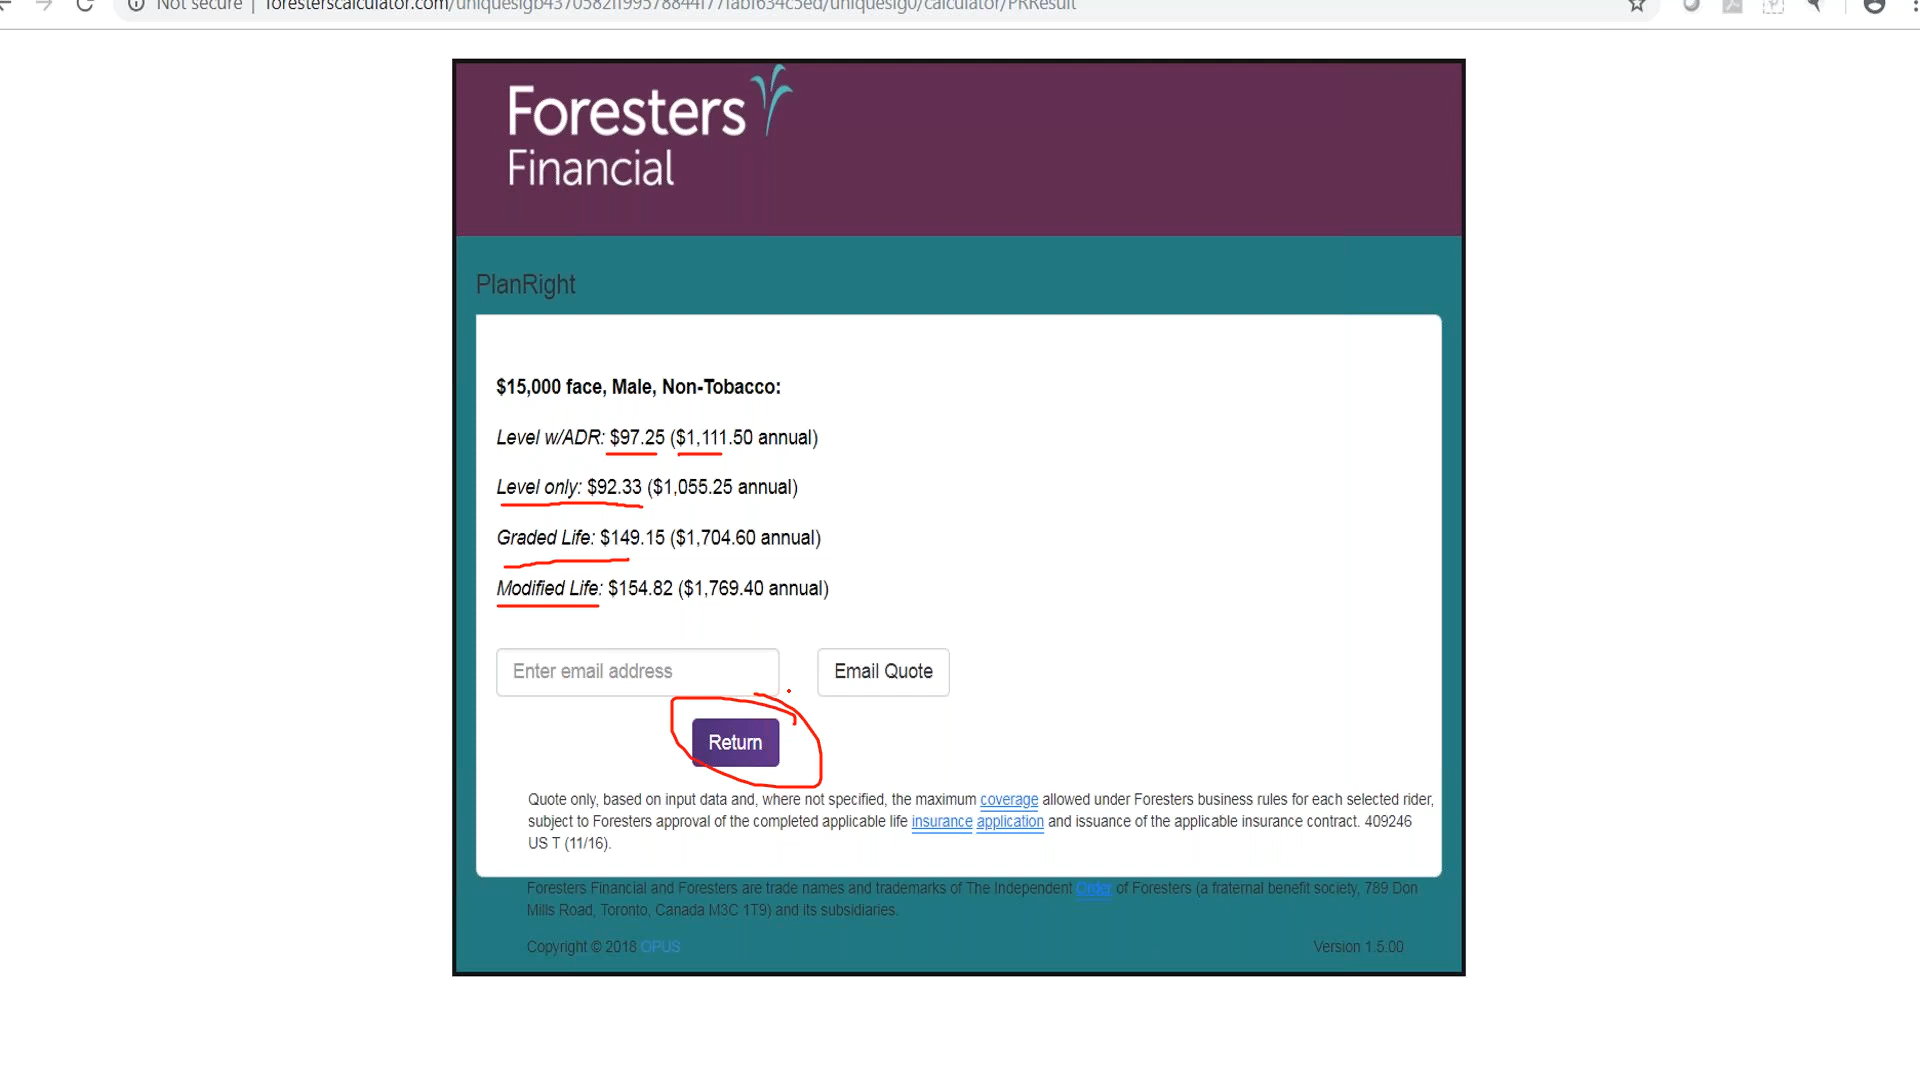 Not secure | foresterscalculator.com/uniquesigb4370582ff99578844f77fabf634c5ed/uniquesig0/calculator/PRResult
Foresters
Financial
PlanRight
$15,000 face, Male, Non-Tobacco:
Level w/ADR: $97.25 ($1,111.50 annual)
Level only: $92.33 ($1,055.25 annual)
Graded Life: $149.15 ($1,704.60 annual)
Modified Life: $154.82 ($1,769.40 annual)
Enter email address
Email Quote
Return
Quote only, based on input data and, where not specified, the maximum coverage allowed under Foresters business rules for each selected rider,
subject to Foresters approval of the completed applicable life insurance application and issuance of the applicable insurance contract. 409246
US T (11/16).
Foresters Financial and Foresters are trade names and trademarks of The Independent Order of Foresters (a fraternal benefit society, 789 Don
Mills Road, Toronto, Canada M3C 1T9) and its subsidiaries.
Copyright © 2018 OPUS
Version 1.5.00